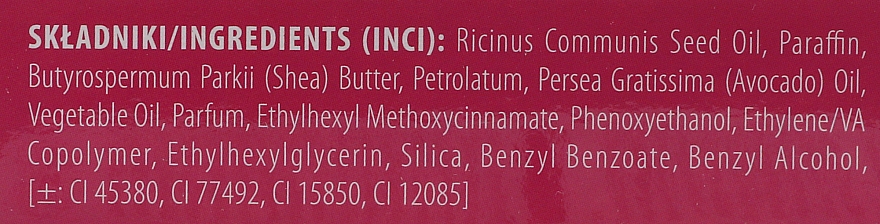 SKŁADNIKI/INGREDIENTS (INCI): Ricinus Communis Seed Oil, Paraffin,
Butyrospermum Parkii (Shea) Butter, Petrolatum, Persea Gratissima (Avocado) Oil,
Vegetable Oil, Parfum, Ethylhexyl Methoxycinnamate, Phenoxyethanol, Ethylene/VA
Copolymer, Ethylhexylglycerin, Silica, Benzyl Benzoate, Benzyl Alcohol,
[±: CI 45380, CI 77492, CI 15850, CI 12085]